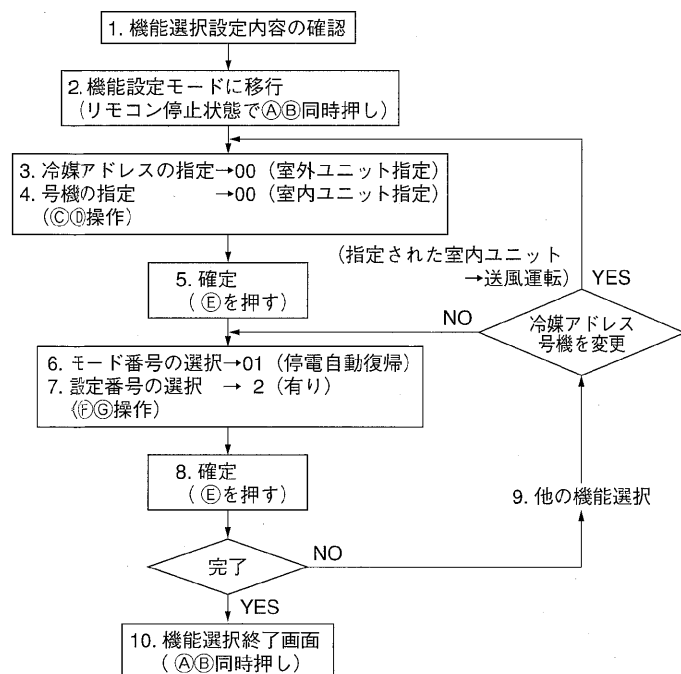 1. 機能選択設定内容の確認
2. 機能設定モードに移行
(リモコン停止状態でⒶⒷ同時押し)
3. 冷媒アドレスの指定→00 (室外ユニット指定)
4. 号機の指定 →00 (室内ユニット指定)
(ⒸⒹ操作)
(指定された室内ユニット
→送風運転)
YES
5. 確定
(Ⓔを押す)
NO
冷媒アドレス
号機を変更
6. モード番号の選択→01 (停電自動復帰)
7. 設定番号の選択 → 2 (有り)
(ⒻⒼ操作)
8. 確定
(Ⓔを押す)
9. 他の機能選択
完了
NO
YES
10. 機能選択終了画面
(ⒶⒷ同時押し)